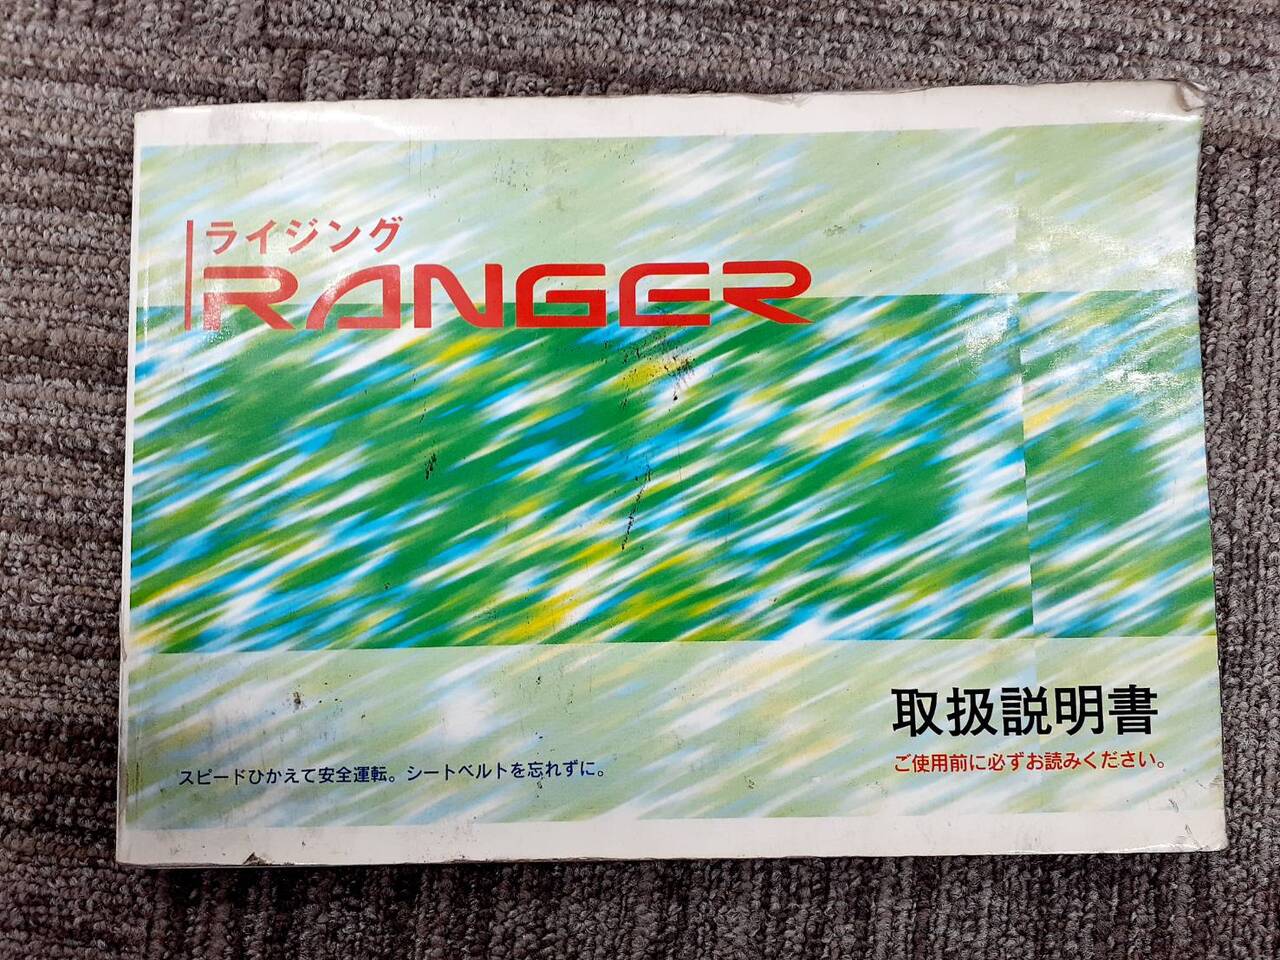 ライジング
RANGER
取扱説明書
ご使用前に必ずお読みください。
スピードひかえて安全運転。シートベルトを忘れずに。